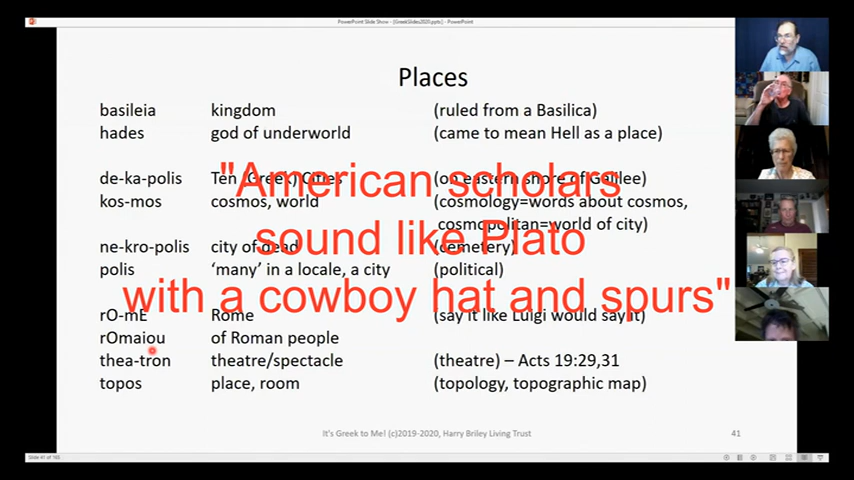 PowerPoint Slide Show - [GreekSlides2020.pptx] - PowerPoint
Places
basileia kingdom (ruled from a Basilica)
hades god of underworld (came to mean Hell as a place)
de-ka-polis Ten (Greek) Cities (on eastern shore of Galilee)
kos-mos cosmos, world (cosmology=words about cosmos,
cosmopolitan=world of city)
ne-kro-polis city of dead (cemetery)
polis ‘many’ in a locale, a city (political)
rO-mE Rome (say it like Luigi would say it)
rOmaiou of Roman people
thea-tron theatre/spectacle (theatre) – Acts 19:29,31
topos place, room (topology, topographic map)
"American scholars
sound like Plato
with a cowboy hat and spurs"
It's Greek to Me! (c)2019-2020, Harry Briley Living Trust 41